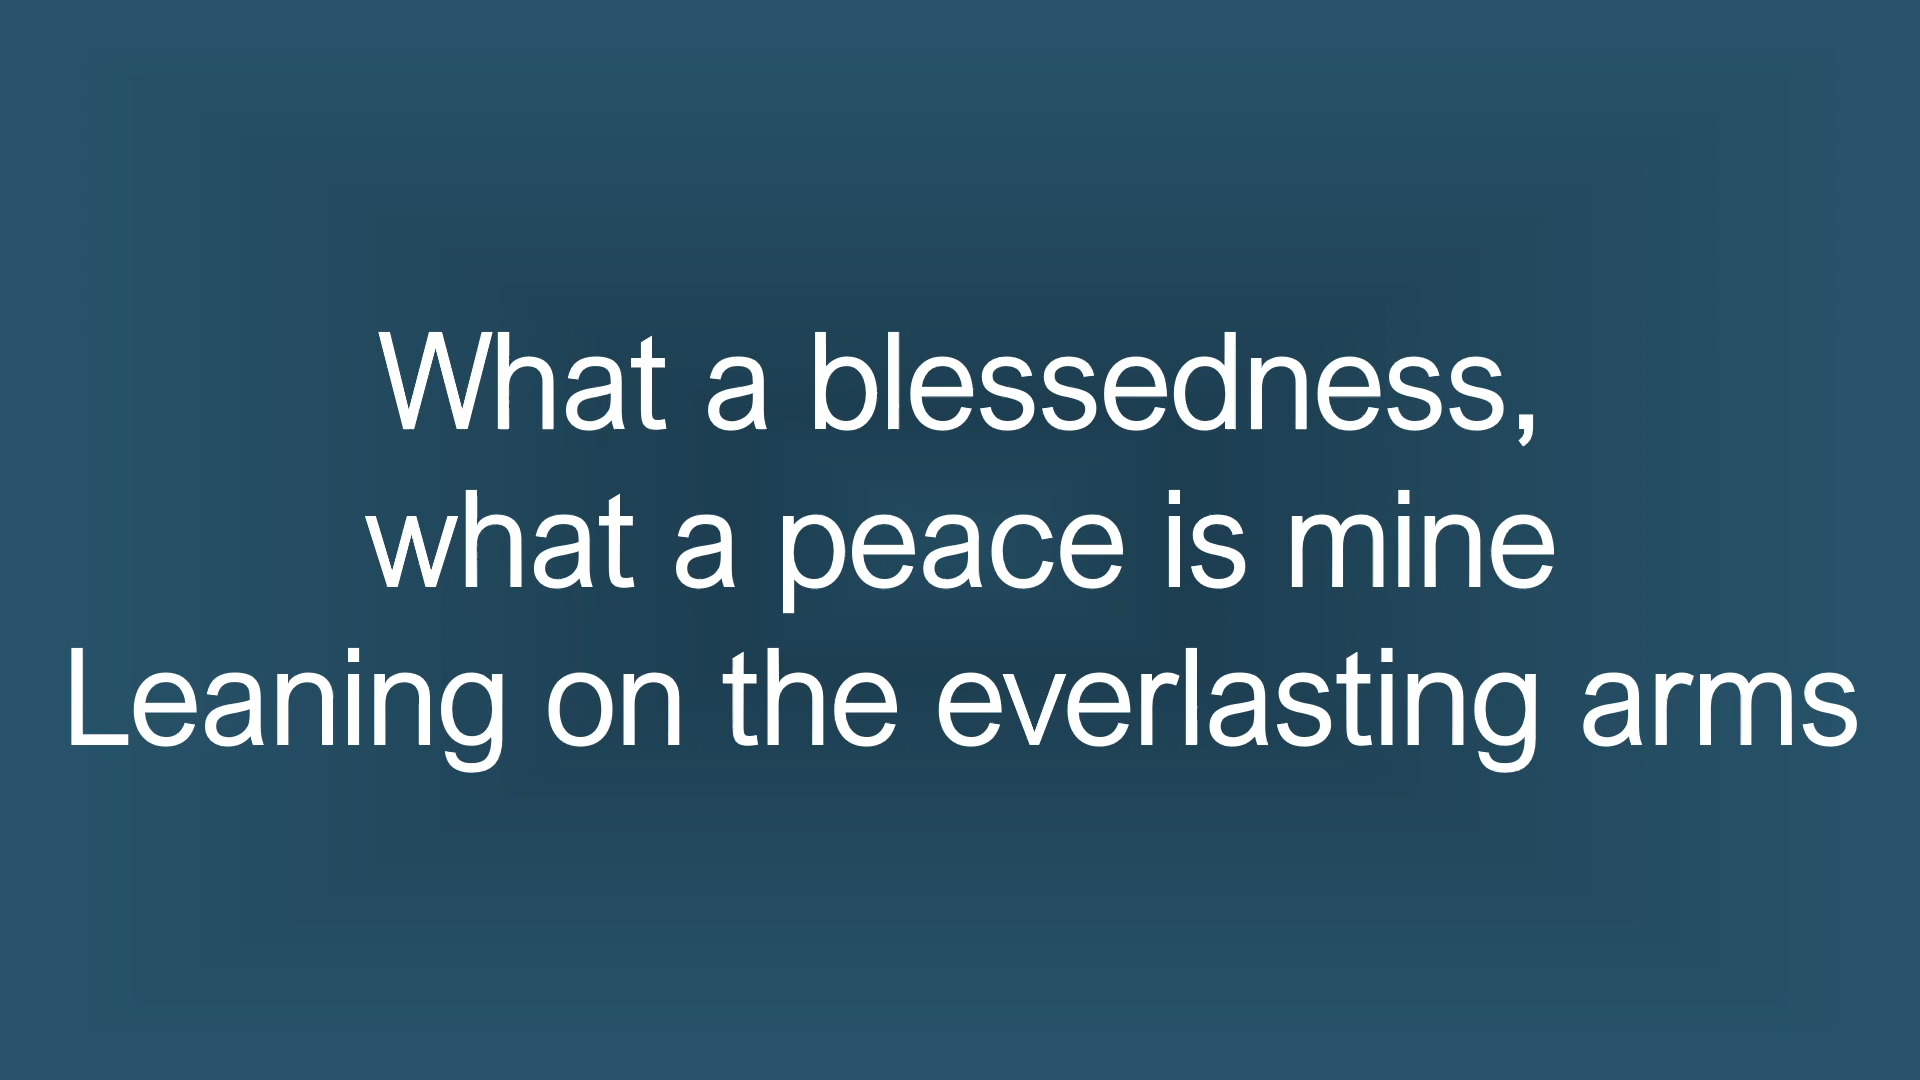 What a blessedness,
what a peace is mine
Leaning on the everlasting arms